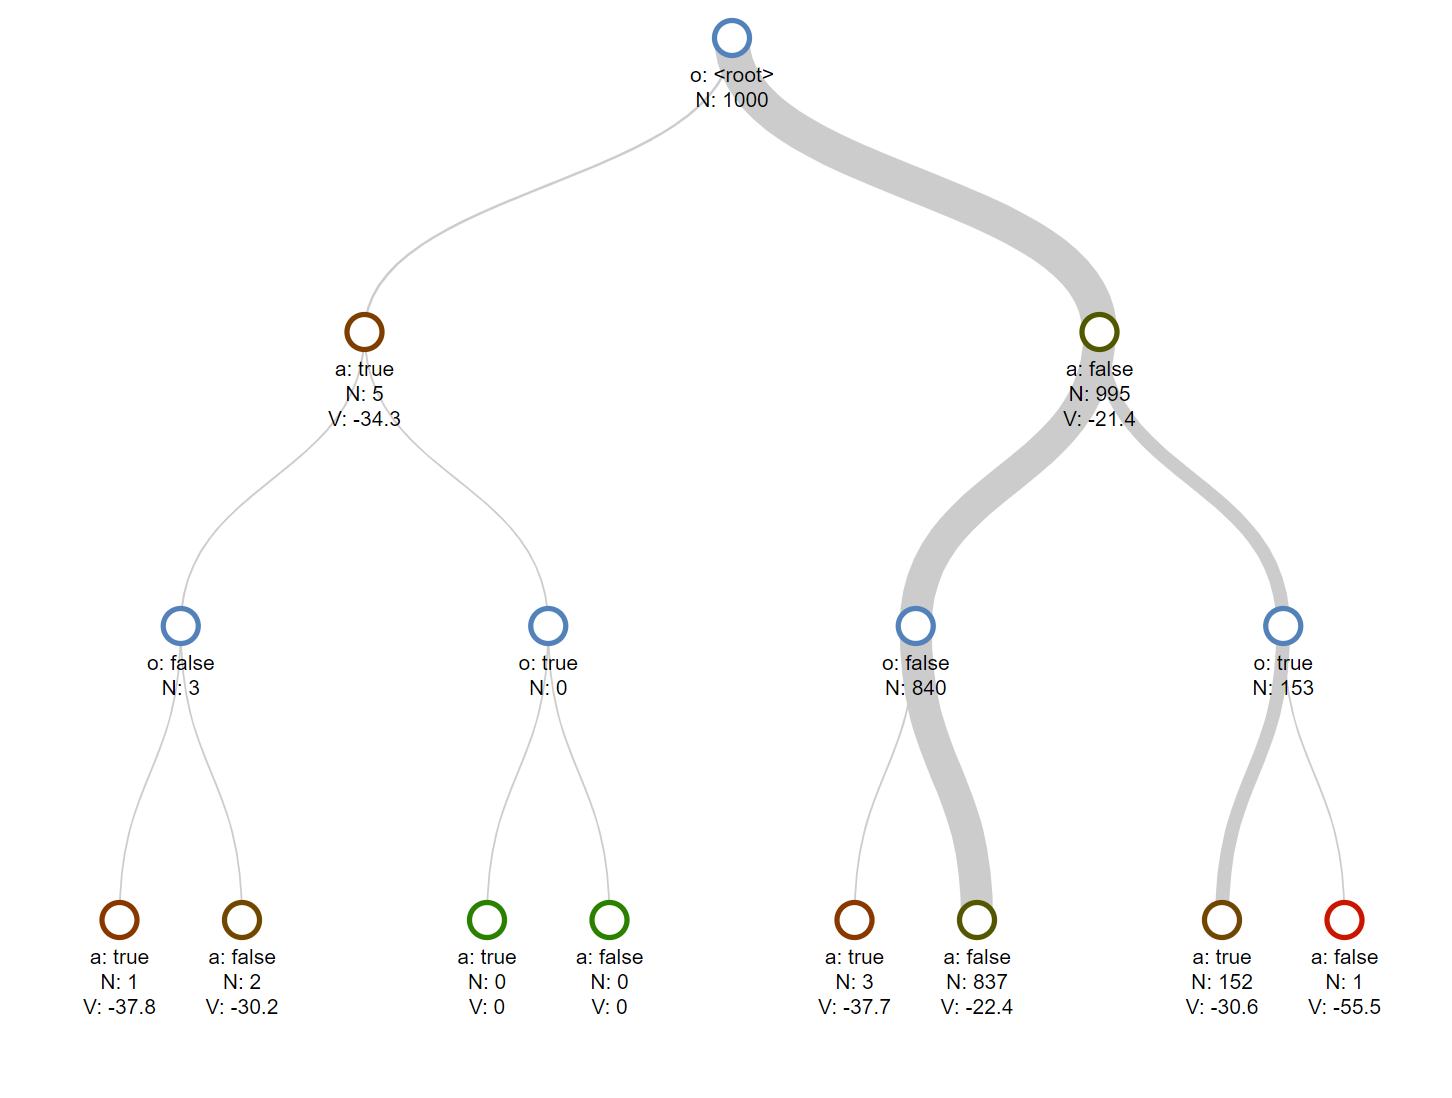 o: <root>
N: 1000
a: true
N: 5
V: -34.3
a: false
N: 995
V: -21.4
o: false
N: 3
o: true
N: 0
o: false
N: 840
o: true
N: 153
a: true
N: 1
V: -37.8
a: false
N: 2
V: -30.2
a: true
N: 0
V: 0
a: false
N: 0
V: 0
a: true
N: 3
V: -37.7
a: false
N: 837
V: -22.4
a: true
N: 152
V: -30.6
a: false
N: 1
V: -55.5